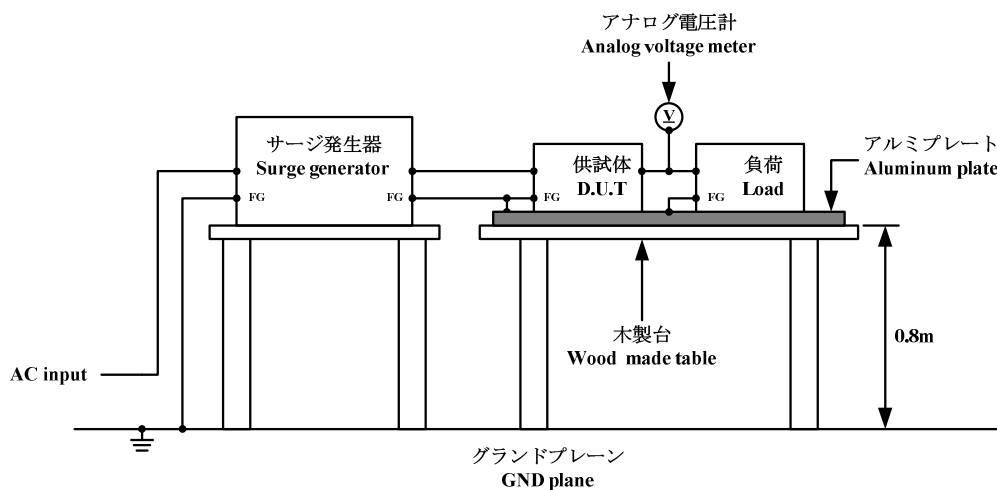 アナログ電圧計
Analog voltage meter
V
サージ発生器
Surge generator
FG
FG
供試体
D.U.T
FG
負荷
Load
FG
アルミプレート
Aluminum plate
木製台
Wood made table
0.8m
AC input
グランドプレーン
GND plane